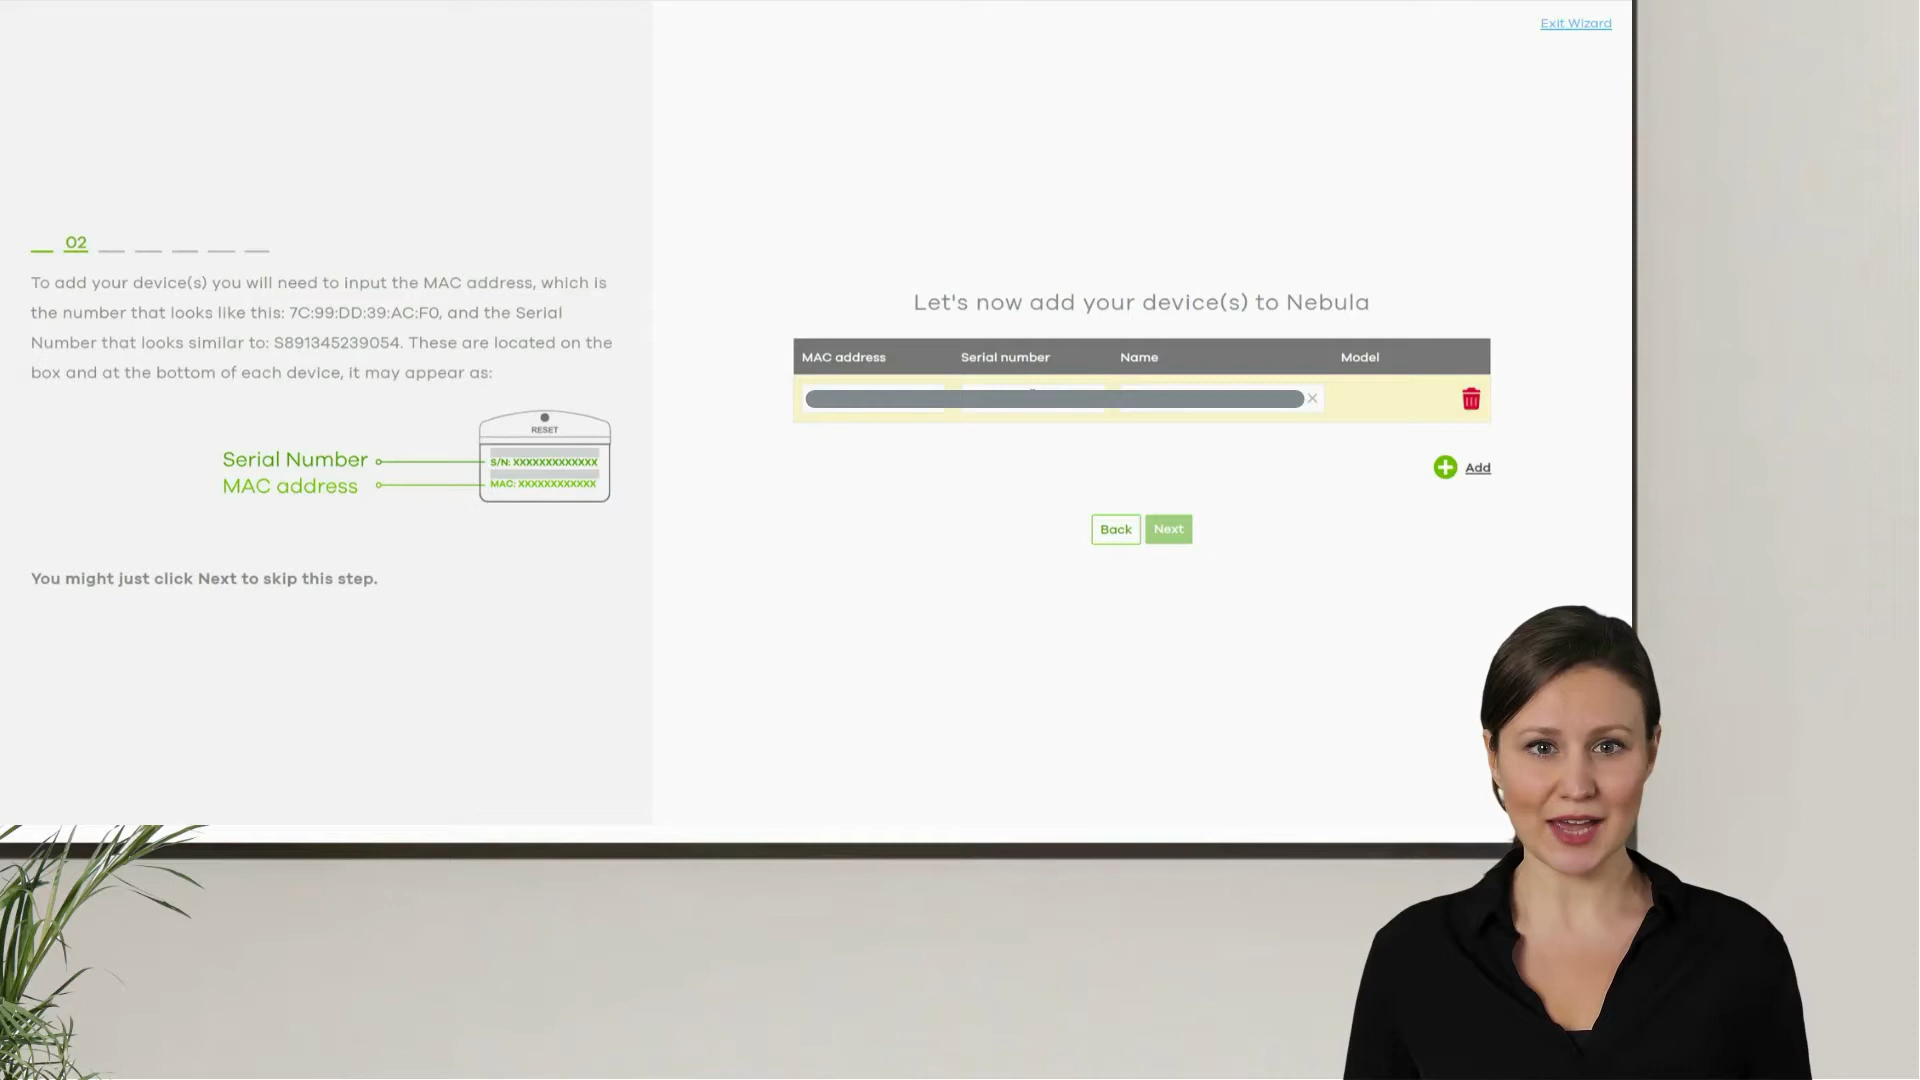 Exit Wizard
02
To add your device(s) you will need to input the MAC address, which is
the number that looks like this: 7C:99:DD:39:AC:F0, and the Serial
Number that looks similar to: S891345239054. These are located on the
box and at the bottom of each device, it may appear as:
RESET
Serial Number
S/N: XXXXXXXXXXXXX
MAC address
MAC: XXXXXXXXXXXX
You might just click Next to skip this step.
Let's now add your device(s) to Nebula
MAC address Serial number Name Model
Add
Back Next